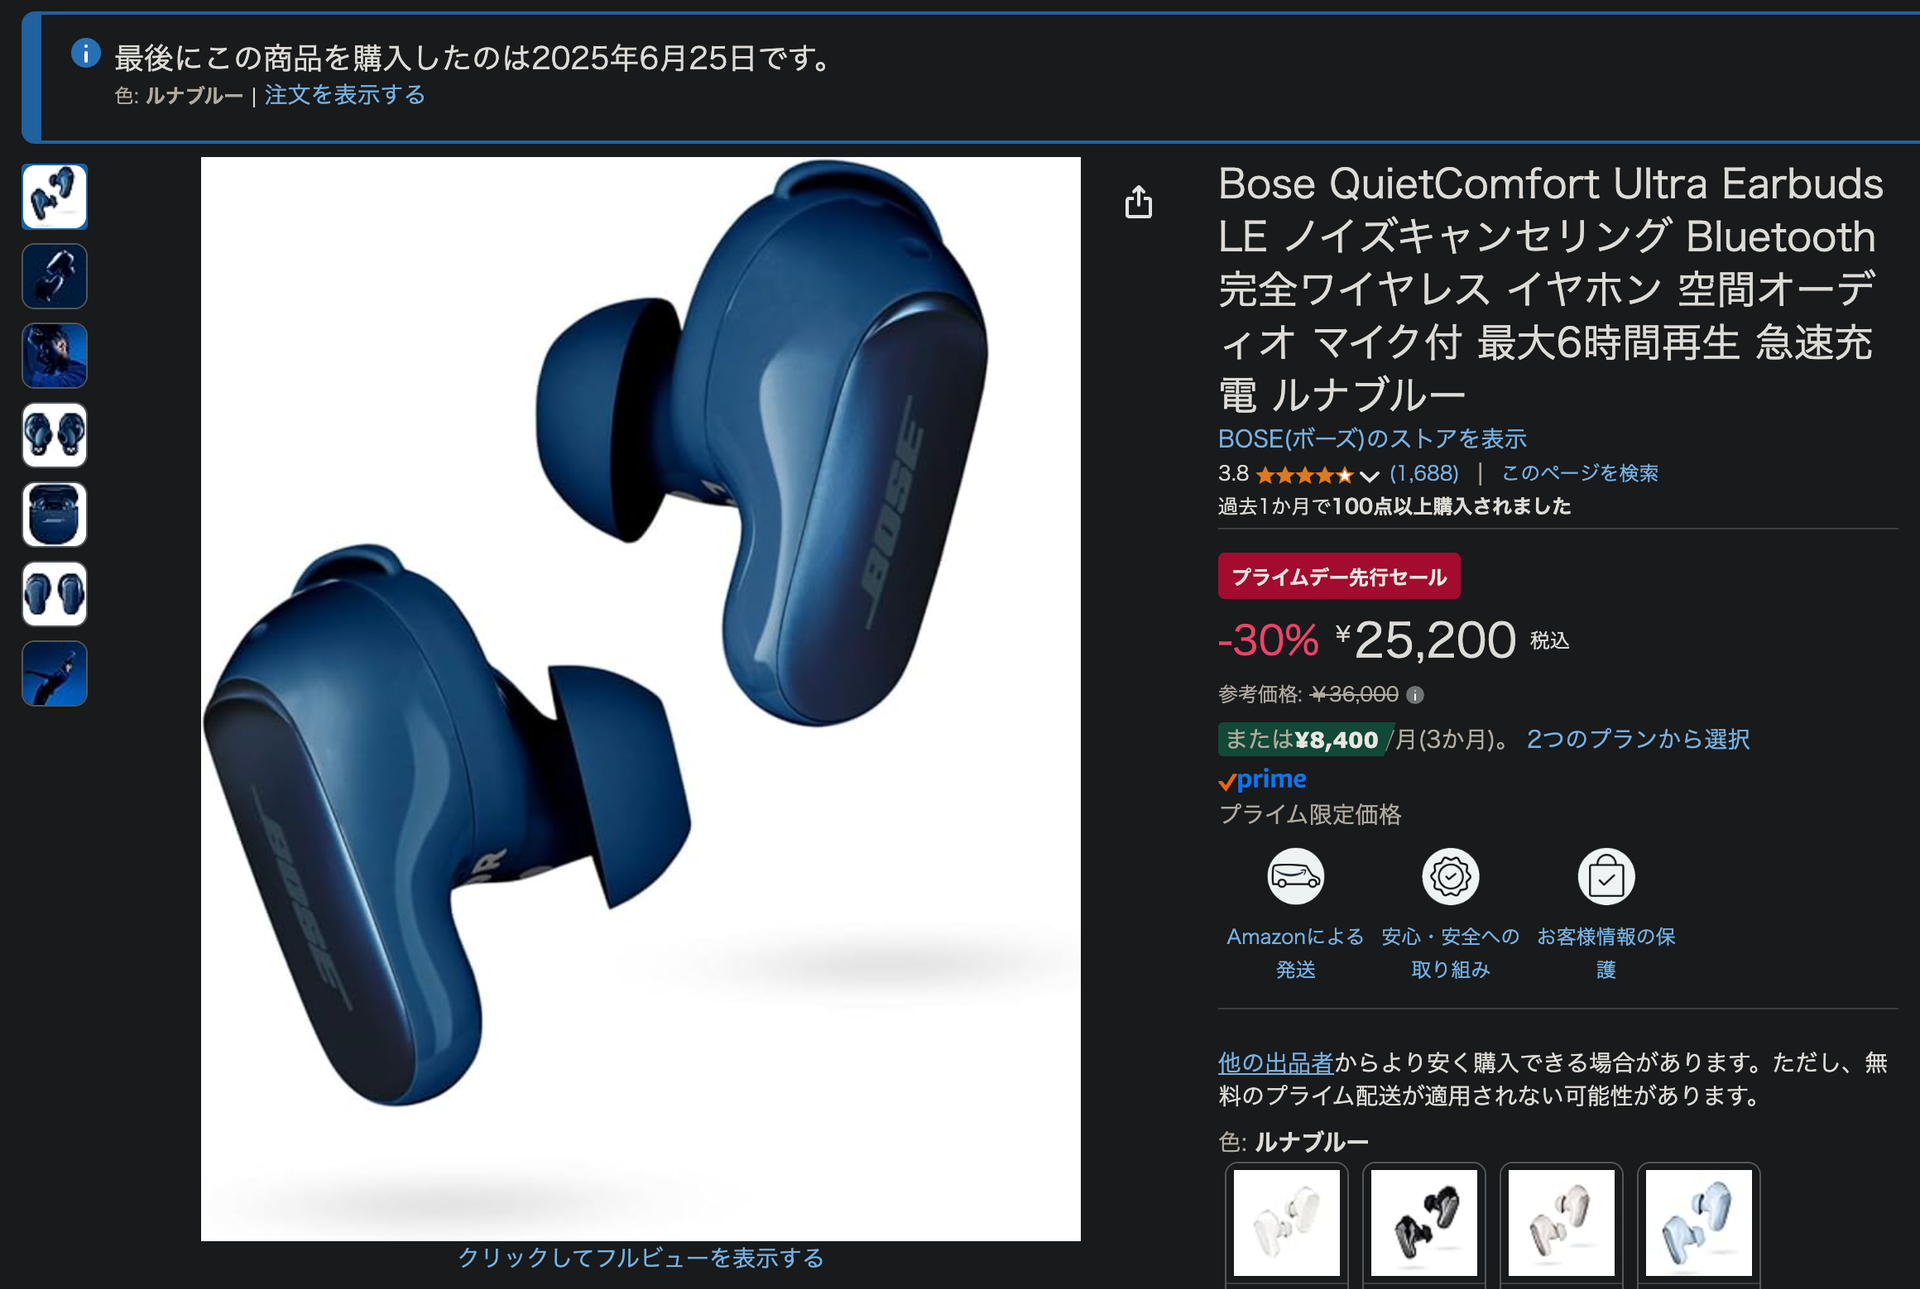 最後にこの商品を購入したのは2025年6月25日です。
色: ルナブルー | 注文を表示する
Bose QuietComfort Ultra Earbuds
LE ノイズキャンセリング Bluetooth
完全ワイヤレス イヤホン 空間オーデ
ィオ マイク付 最大6時間再生 急速充
電 ルナブルー
BOSE(ボーズ)のストアを表示
3.8 (1,688) | このページを検索
過去1か月で100点以上購入されました
プライムデー先行セール
-30% ¥25,200 税込
参考価格: ¥36,000
または¥8,400/月(3か月)。 2つのプランから選択
prime
プライム限定価格
Amazonによる
発送
安心・安全への
取り組み
お客様情報の保
護
他の出品者からより安く購入できる場合があります。ただし、無
料のプライム配送が適用されない可能性があります。
色: ルナブルー
BOSE
BOSE
R
クリックしてフルビューを表示する